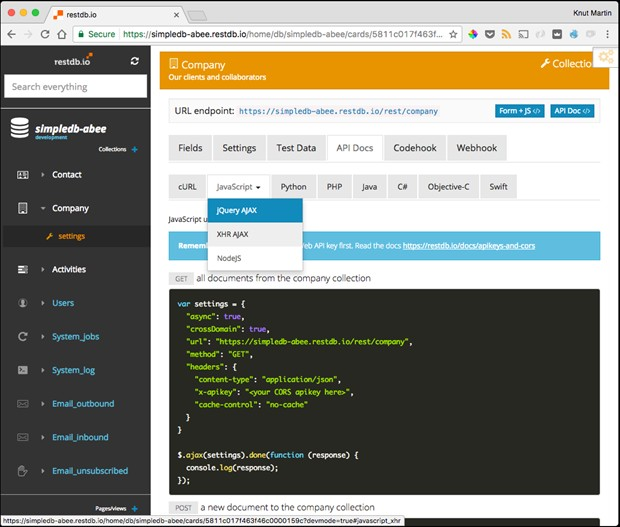 restdb.io
Knut Martin
Secure https://simpledb-abee.restdb.io/home/db/simpledb-abee/cards/5811c017f463f...
restdb.io
Search everything
simpledb-abee
development
Collections +
Contact
Company
settings
Activities
Users
System_jobs
System_log
Email_outbound
Email_inbound
Email_unsubscribed
Pages/views +
Company
Our clients and collaborators
Collectio
URL endpoint: https://simpledb-abee.restdb.io/rest/company
Form + JS </>
API Doc </>
Fields Settings Test Data API Docs Codehook Webhook
cURL JavaScript Python PHP Java C# Objective-C Swift
jQuery AJAX
XHR AJAX
NodeJS
JavaScript u
Rememb eb API key first. Read the docs https://restdb.io/docs/apikeys-and-cors
GET all documents from the company collection
var settings = {
"async": true,
"crossDomain": true,
"url": "https://simpledb-abee.restdb.io/rest/company",
"method": "GET",
"headers": {
"content-type": "application/json",
"x-apikey": "<your CORS apikey here>",
"cache-control": "no-cache"
}
}
$.ajax(settings).done(function (response) {
console.log(response);
});
POST a new document to the company collection
https://simpledb-abee.restdb.io/home/db/simpledb-abee/cards/5811c017f463f46c0000159c?devmode=true#javascript_xhr